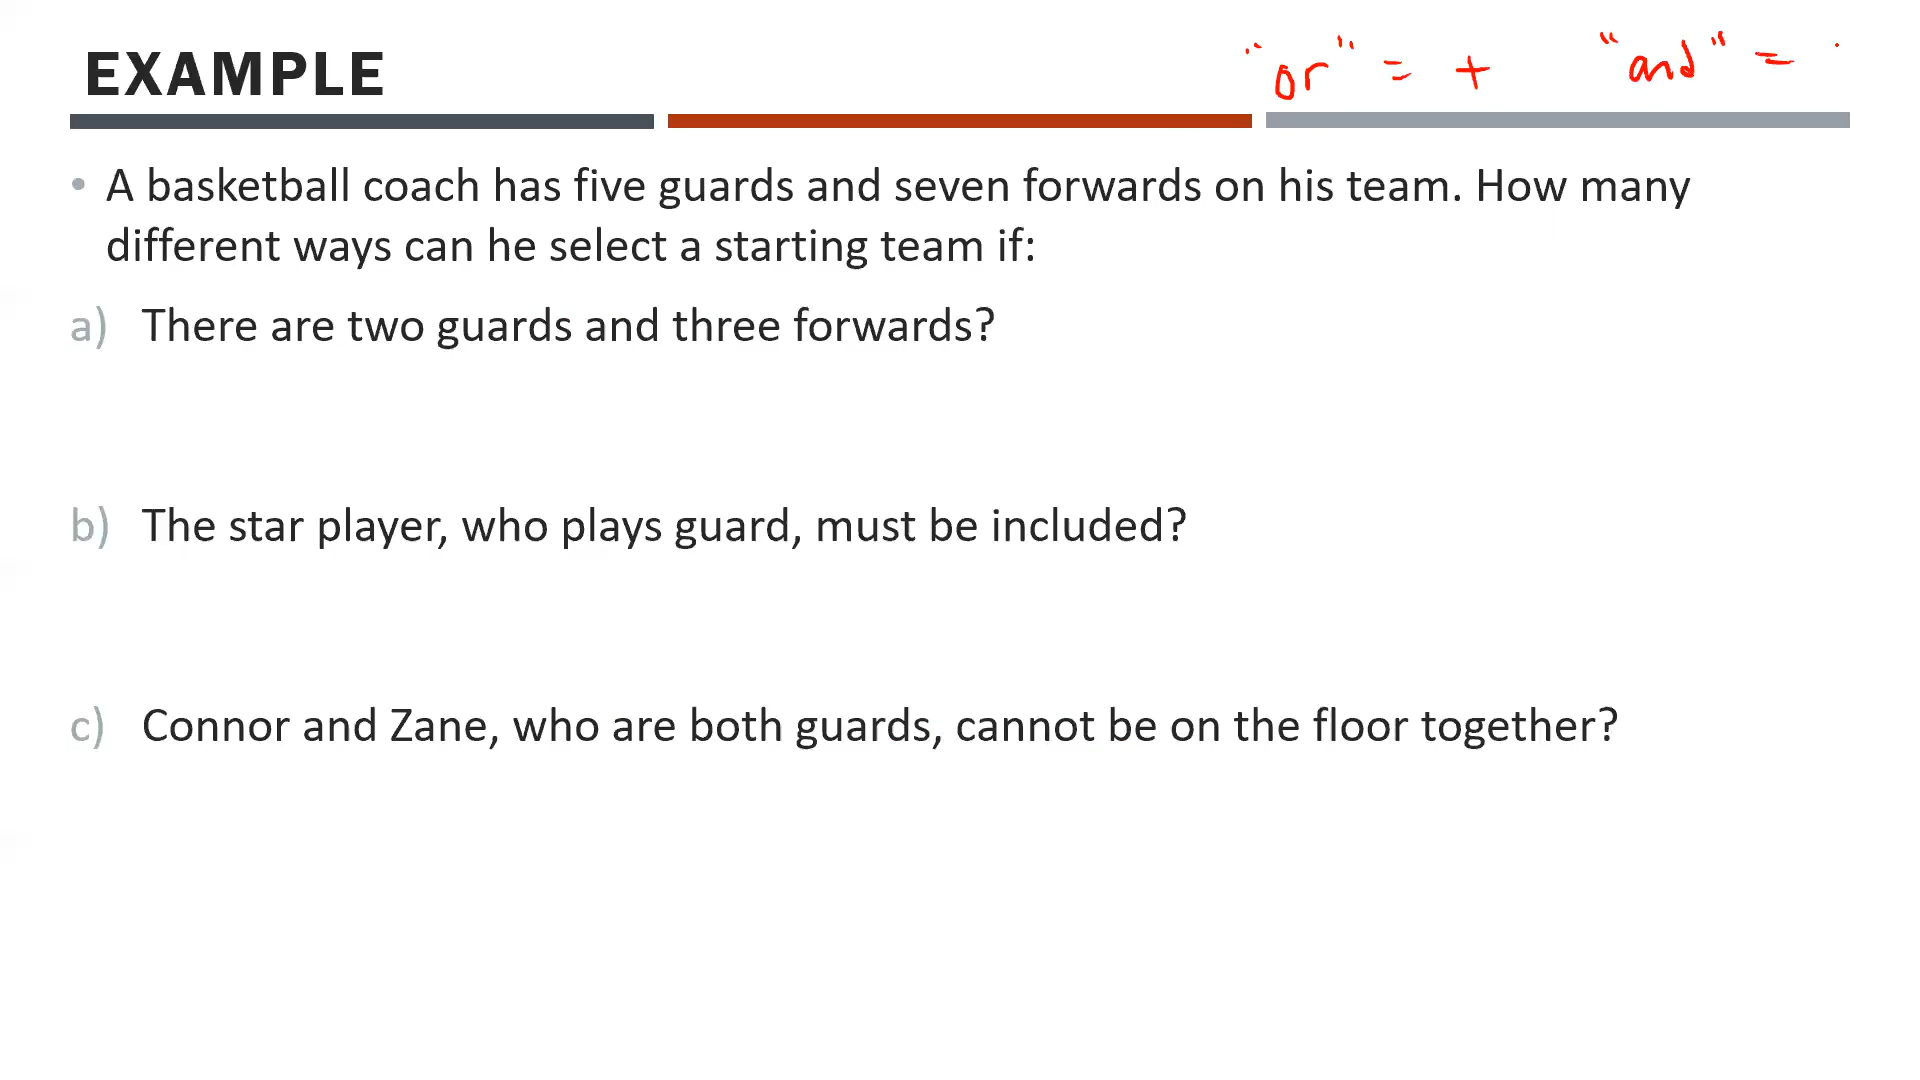 EXAMPLE
"or" = + "and" = ·
• A basketball coach has five guards and seven forwards on his team. How many
different ways can he select a starting team if:
a) There are two guards and three forwards?
b) The star player, who plays guard, must be included?
c) Connor and Zane, who are both guards, cannot be on the floor together?